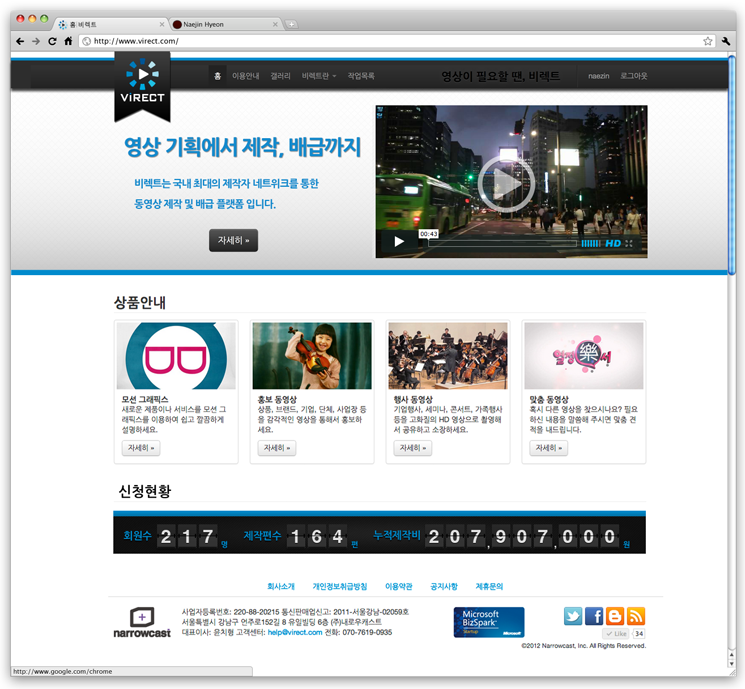 홈 비렉트
Naejin Hyeon
http://www.virect.com/
ViRECT
홈 이용안내 갤러리 비렉트란 작업목록
영상이 필요할 땐, 비렉트
naezin 로그아웃
영상 기획에서 제작, 배급까지
비렉트는 국내 최대의 제작자 네트워크를 통한
동영상 제작 및 배급 플랫폼 입니다.
자세히 »
00:43
HD
상품안내
모션 그래픽스
새로운 제품이나 서비스를 모션 그
래픽스를 이용하여 쉽고 깔끔하게
설명하세요.
자세히 »
홍보 동영상
상품, 브랜드, 기업, 단체, 사업장 등
을 감각적인 영상을 통해서 홍보하
세요.
자세히 »
행사 동영상
기업행사, 세미나, 콘서트, 가족행사
등을 고화질의 HD 영상으로 촬영해
서 공유하고 소장하세요.
자세히 »
열정樂서
맞춤 동영상
혹시 다른 영상을 찾으시나요? 필요
하신 내용을 말씀해 주시면 맞춤 견
적을 내드립니다.
자세히 »
신청현황
회원수 217 명 제작편수 164 편 누적제작비 207,907,000 원
회사소개 개인정보취급방침 이용약관 공지사항 제휴문의
narrowcast
사업자등록번호: 220-88-20215 통신판매업신고: 2011-서울강남-02059호
서울특별시 강남구 언주로152길 8 유일빌딩 6층 (주)내로우캐스트
대표이사: 윤치형 고객센터: help@virect.com 전화: 070-7619-0935
Microsoft
BizSpark
Startup
Microsoft
Like 34
©2012 Narrowcast, Inc. All Rights Reserved.
http://www.google.com/chrome